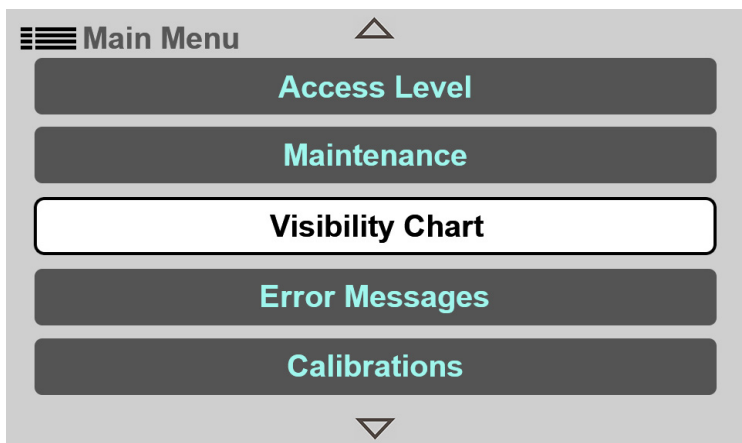 Main Menu
Access Level
Maintenance
Visibility Chart
Error Messages
Calibrations